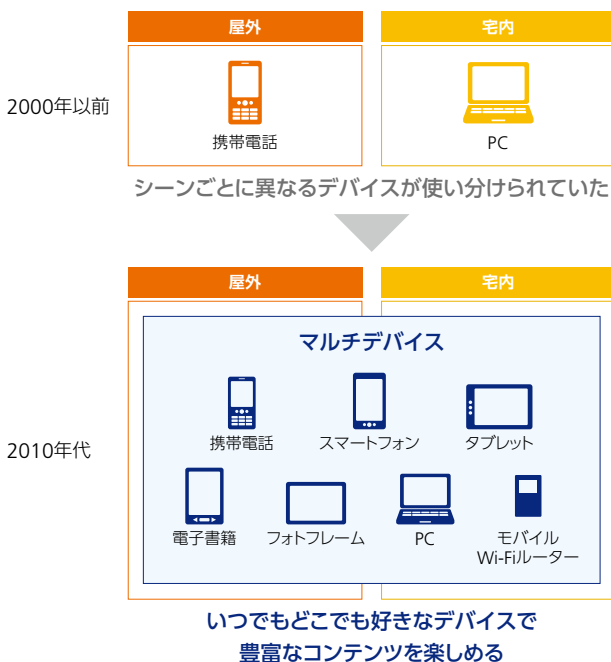 屋外
宅内
2000年以前
携帯電話
PC
シーンごとに異なるデバイスが使い分けられていた
屋外
宅内
2010年代
マルチデバイス
携帯電話
スマートフォン
タブレット
電子書籍
フォトフレーム
PC
モバイル
Wi-Fiルーター
いつでもどこでも好きなデバイスで
豊富なコンテンツを楽しめる